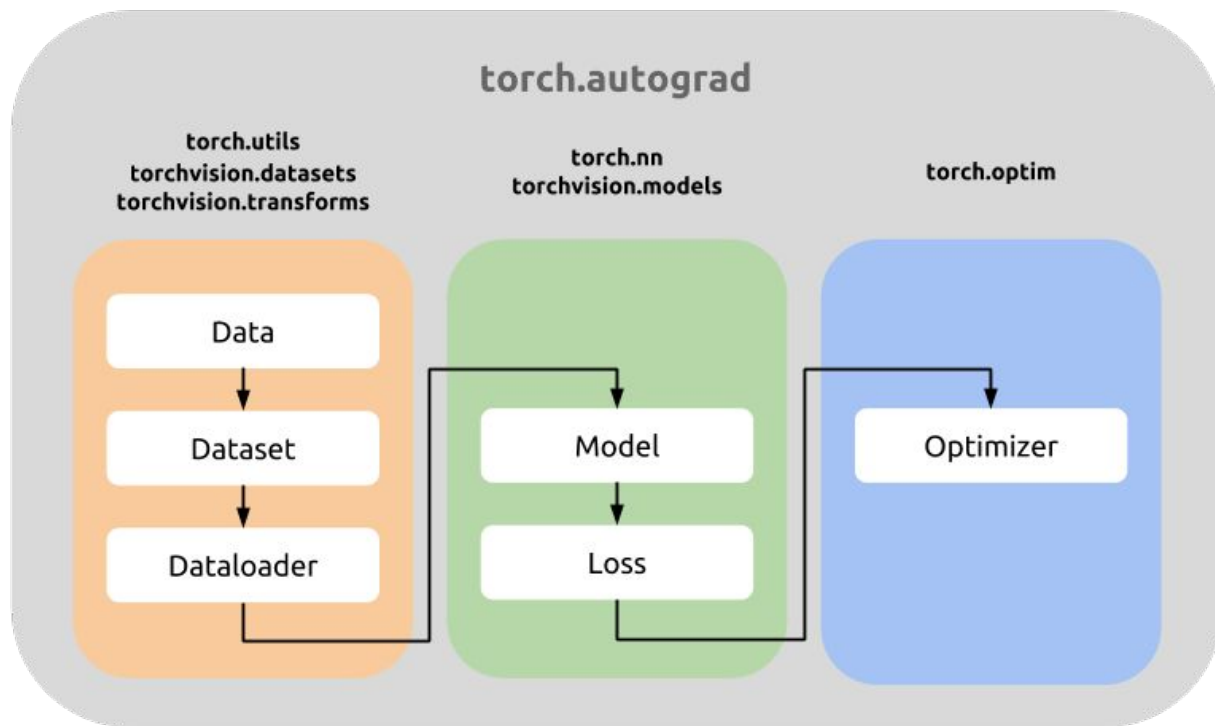 torch.autograd
torch.utils
torchvision.datasets
torchvision.transforms
torch.nn
torchvision.models
torch.optim
Data
Dataset
Dataloader
Model
Loss
Optimizer